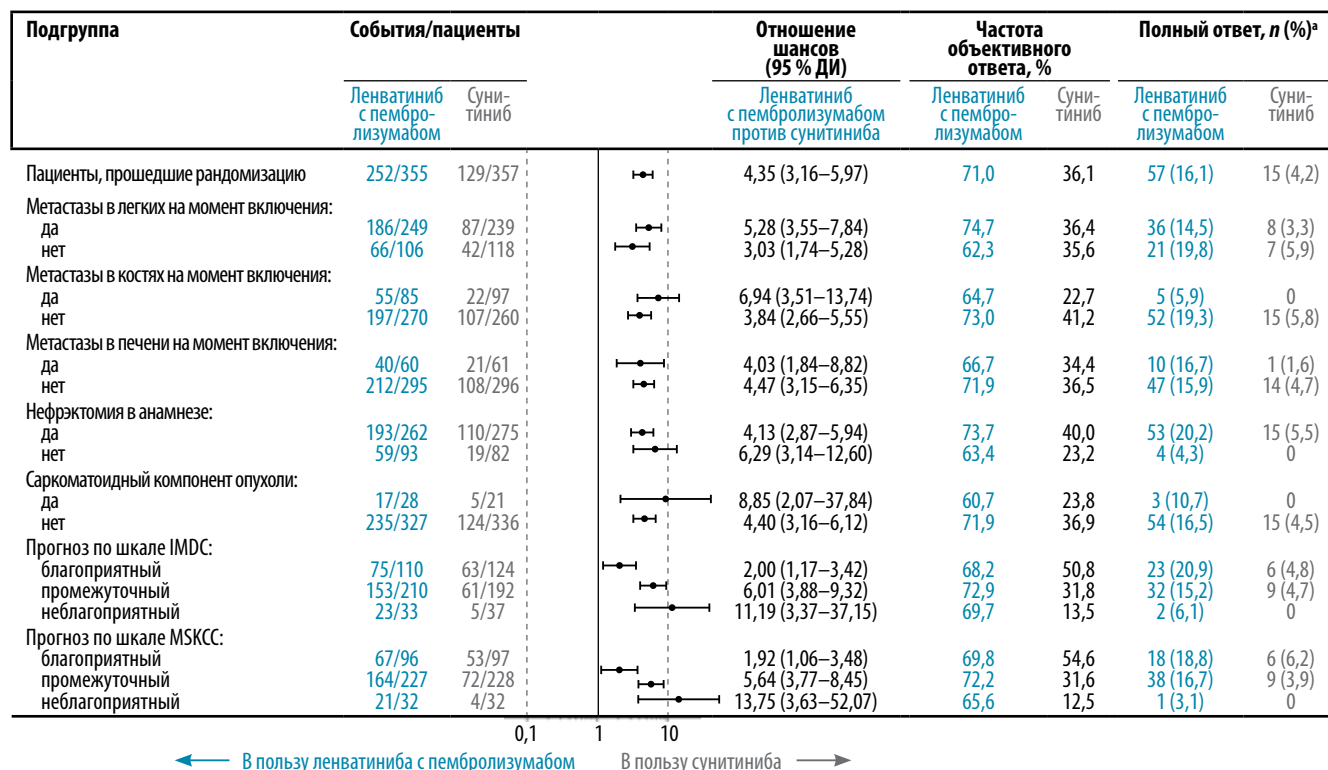 Подгруппа События/пациенты Отношение шансов (95 % ДИ) Частота объективного ответа, % Полный ответ, n (%)ᵃ
Ленватиниб с пембро-лизумабом Суни-тиниб Ленватиниб с пембролизумабом против сунитиниба Ленватиниб с пембро-лизумабом Суни-тиниб Ленватиниб с пембро-лизумабом Суни-тиниб
Пациенты, прошедшие рандомизацию 252/355 129/357 4,35 (3,16–5,97) 71,0 36,1 57 (16,1) 15 (4,2)
Метастазы в легких на момент включения:
да 186/249 87/239 5,28 (3,55–7,84) 74,7 36,4 36 (14,5) 8 (3,3)
нет 66/106 42/118 3,03 (1,74–5,28) 62,3 35,6 21 (19,8) 7 (5,9)
Метастазы в костях на момент включения:
да 55/85 22/97 6,94 (3,51–13,74) 64,7 22,7 5 (5,9) 0
нет 197/270 107/260 3,84 (2,66–5,55) 73,0 41,2 52 (19,3) 15 (5,8)
Метастазы в печени на момент включения:
да 40/60 21/61 4,03 (1,84–8,82) 66,7 34,4 10 (16,7) 1 (1,6)
нет 212/295 108/296 4,47 (3,15–6,35) 71,9 36,5 47 (15,9) 14 (4,7)
Нефрэктомия в анамнезе:
да 193/262 110/275 4,13 (2,87–5,94) 73,7 40,0 53 (20,2) 15 (5,5)
нет 59/93 19/82 6,29 (3,14–12,60) 63,4 23,2 4 (4,3) 0
Саркоматоидный компонент опухоли:
да 17/28 5/21 8,85 (2,07–37,84) 60,7 23,8 3 (10,7) 0
нет 235/327 124/336 4,40 (3,16–6,12) 71,9 36,9 54 (16,5) 15 (4,5)
Прогноз по шкале IMDC:
благоприятный 75/110 63/124 2,00 (1,17–3,42) 68,2 50,8 23 (20,9) 6 (4,8)
промежуточный 153/210 61/192 6,01 (3,88–9,32) 72,9 31,8 32 (15,2) 9 (4,7)
неблагоприятный 23/33 5/37 11,19 (3,37–37,15) 69,7 13,5 2 (6,1) 0
Прогноз по шкале MSKCC:
благоприятный 67/96 53/97 1,92 (1,06–3,48) 69,8 54,6 18 (18,8) 6 (6,2)
промежуточный 164/227 72/228 5,64 (3,77–8,45) 72,2 31,6 38 (16,7) 9 (3,9)
неблагоприятный 21/32 4/32 13,75 (3,63–52,07) 65,6 12,5 1 (3,1) 0
0,1 1 10
В пользу ленватиниба с пембролизумабом В пользу сунитиниба